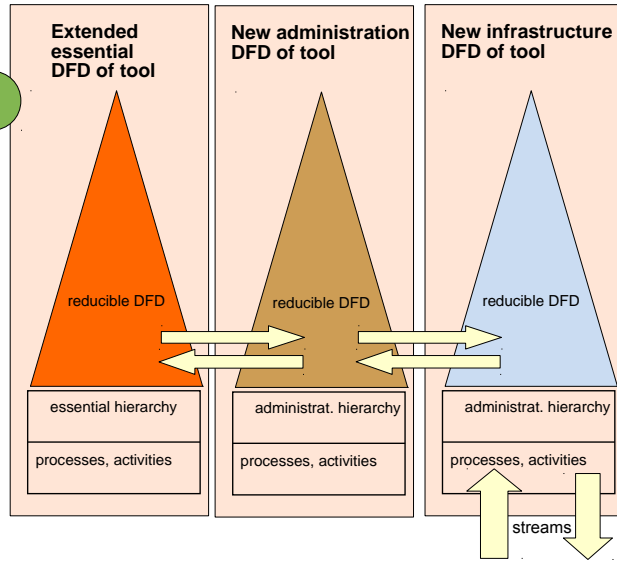 Extended
essential
DFD of tool
New administration
DFD of tool
New infrastructure
DFD of tool
reducible DFD
reducible DFD
reducible DFD
essential hierarchy
administrat. hierarchy
administrat. hierarchy
processes, activities
processes, activities
processes, activities
streams